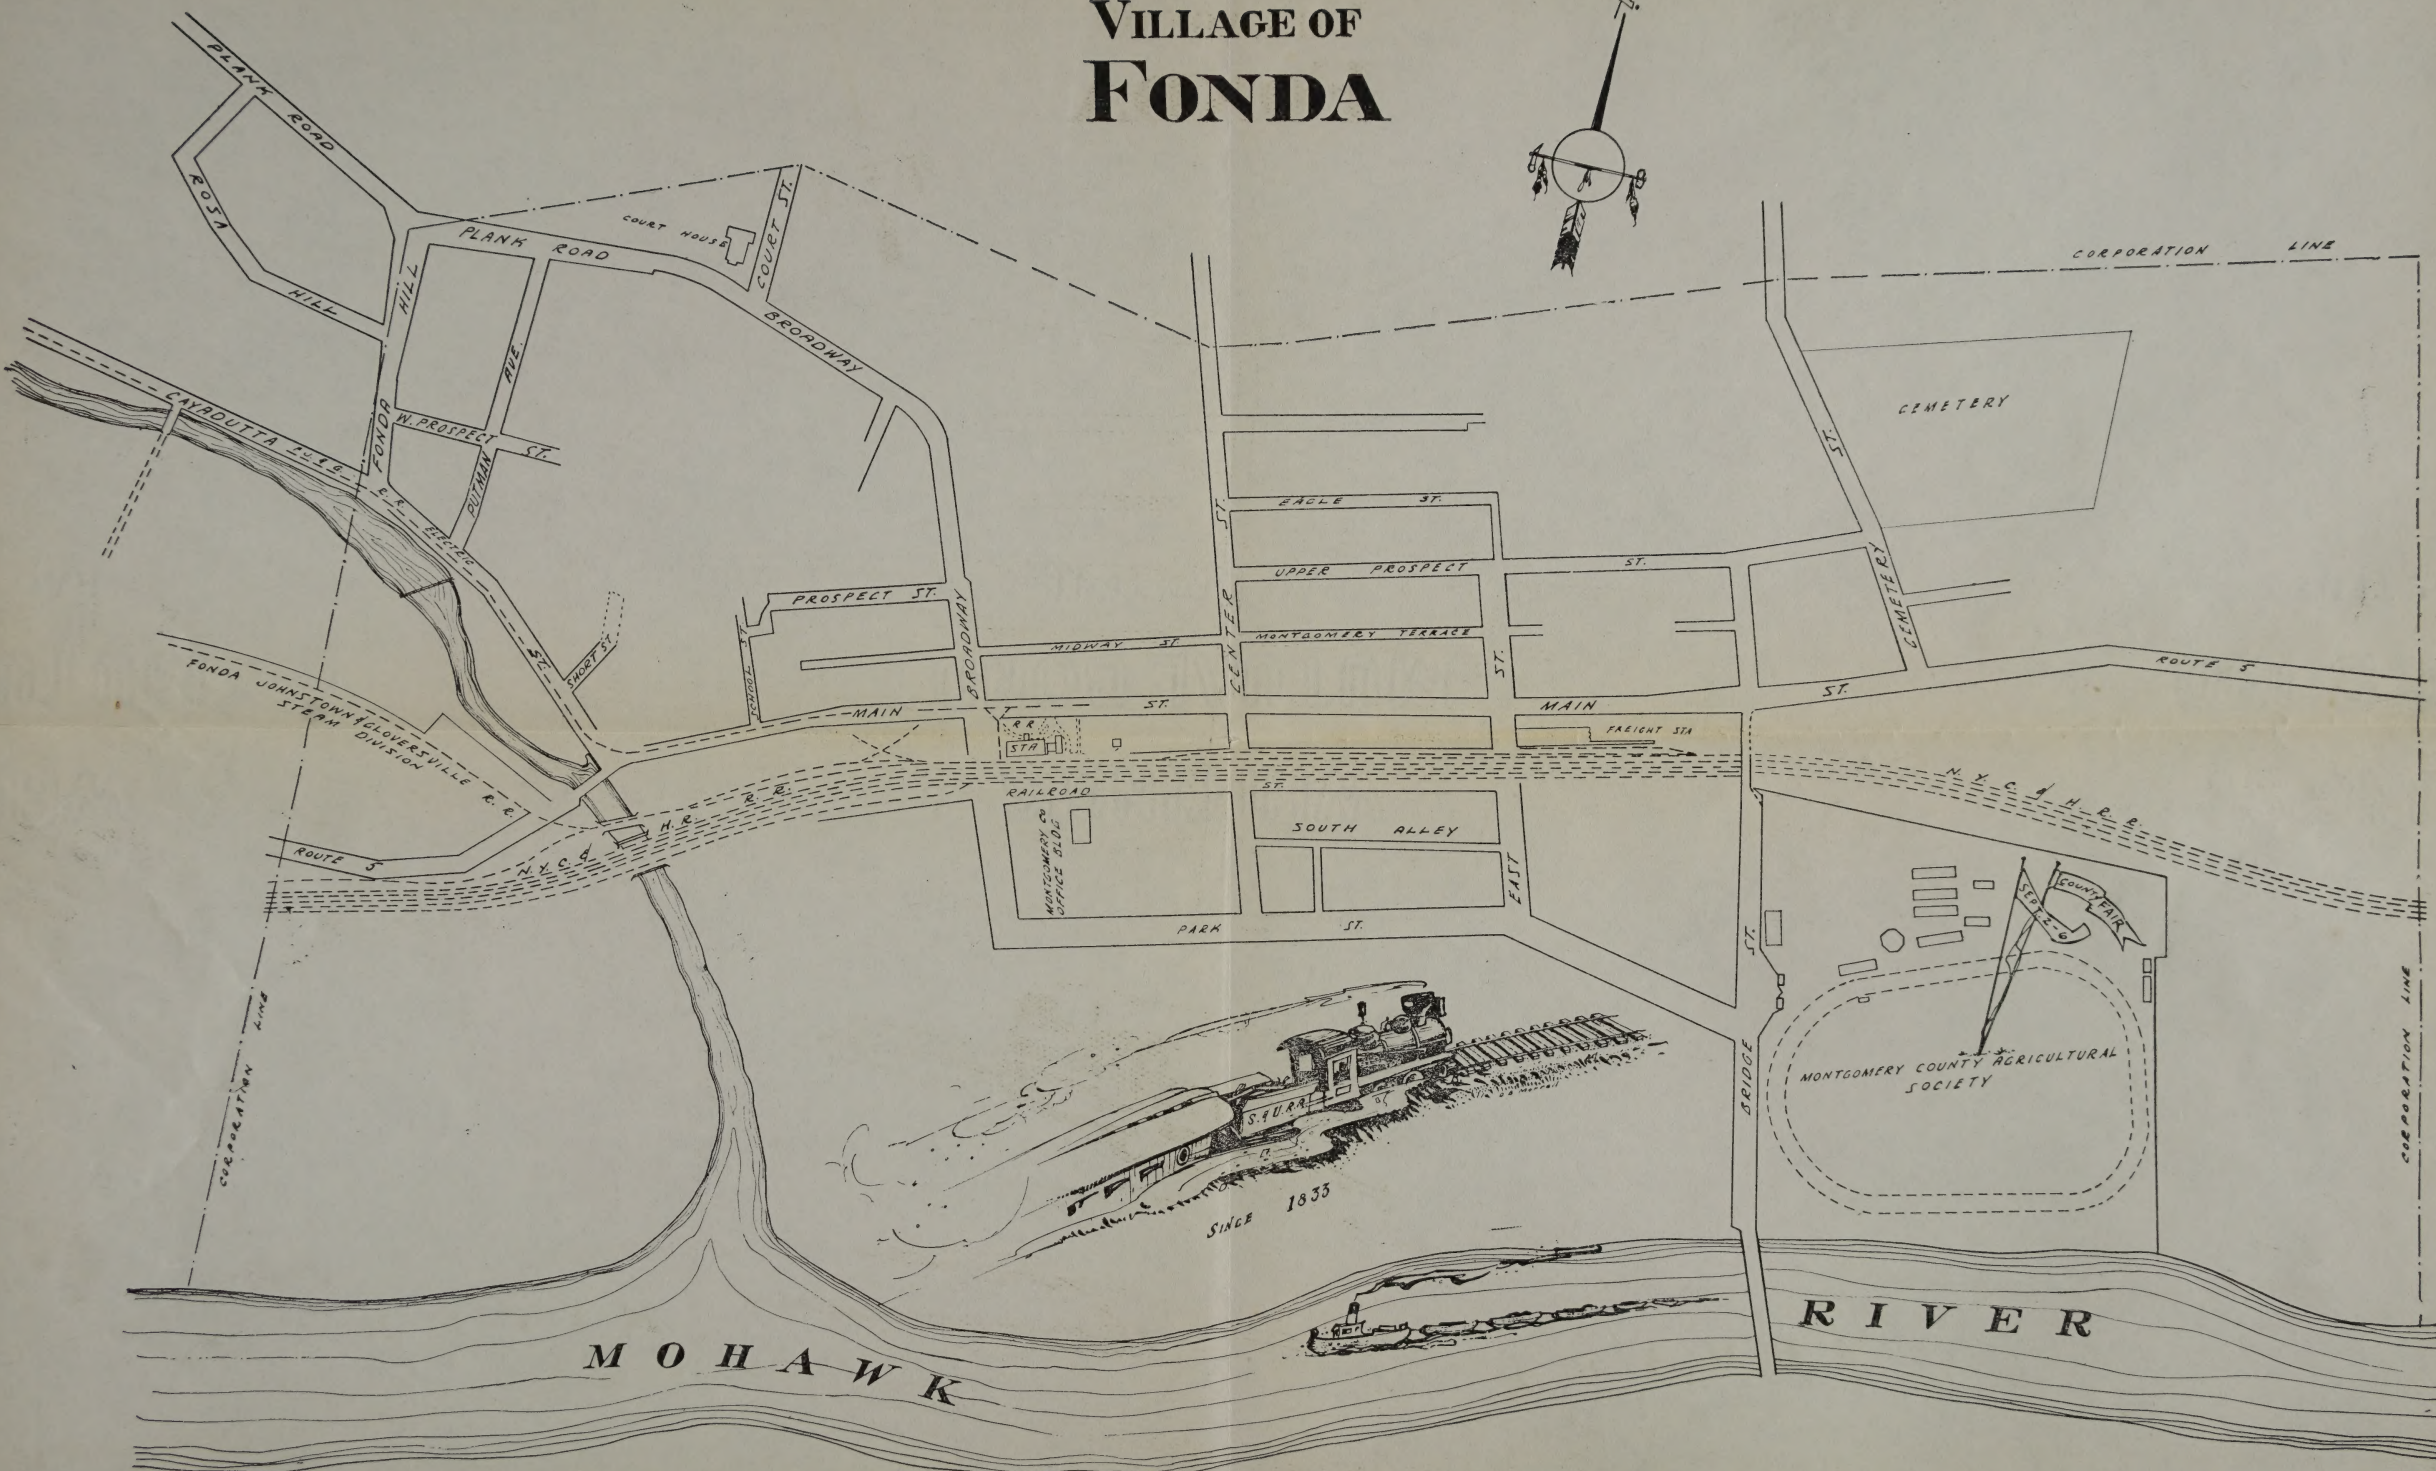 VILLAGE OF
FONDA
PLANK ROAD
ROSA HILL
PLANK ROAD
COURT HOUSE
COURT ST.
BROADWAY
CORPORATION LINE
CEMETERY
FONDA HILL
PUTMAN AVE.
W. PROSPECT ST.
CAYADUTTA ST.
R.R.
ELECTRIC
SHORT ST.
EAGLE ST.
UPPER PROSPECT ST.
PROSPECT ST.
SCHOOL ST.
MIDWAY ST.
MONTGOMERY TERRACE
BROADWAY
CENTER ST.
CEMETERY ST.
ROUTE 5
FONDA JOHNSTOWN & GLOVERSVILLE R.R.
STEAM DIVISION
MAIN ST.
MAIN ST.
R R
STA
FREIGHT STA
N.Y.C. & H.R. R.R.
N.Y.C. & H.R.R.
ROUTE 5
RAILROAD ST.
MONTGOMERY CO
OFFICE BLDG
SOUTH ALLEY
EAST ST.
PARK ST.
BRIDGE ST.
COUNTY FAIR
SEPT. 2-6
MONTGOMERY COUNTY AGRICULTURAL
SOCIETY
CORPORATION LINE
CORPORATION LINE
S. & U.R.R.
SINCE 1833
MOHAWK RIVER